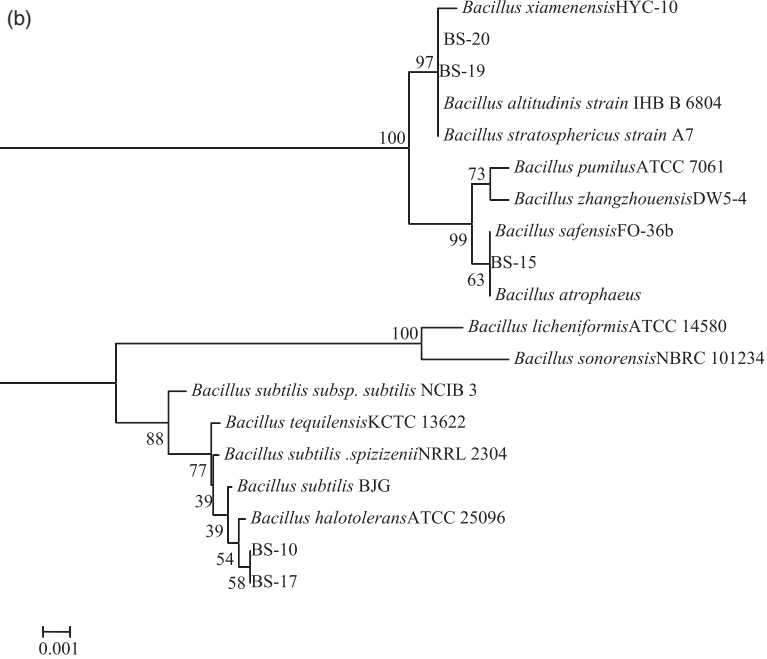 (b)
Bacillus xiamenensisHYC-10
BS-20
97
BS-19
Bacillus altitudinis strain IHB B 6804
Bacillus stratosphericus strain A7
100
Bacillus pumilusATCC 7061
73
Bacillus zhangzhouensisDW5-4
Bacillus safensisFO-36b
99
BS-15
63
Bacillus atrophaeus
Bacillus licheniformisATCC 14580
100
Bacillus sonorensisNBRC 101234
Bacillus subtilis subsp. subtilis NCIB 3
Bacillus tequilensisKCTC 13622
88
Bacillus subtilis .spizizeniiNRRL 2304
77
Bacillus subtilis BJG
39
Bacillus halotoleransATCC 25096
39
BS-10
54
BS-17
58
0.001